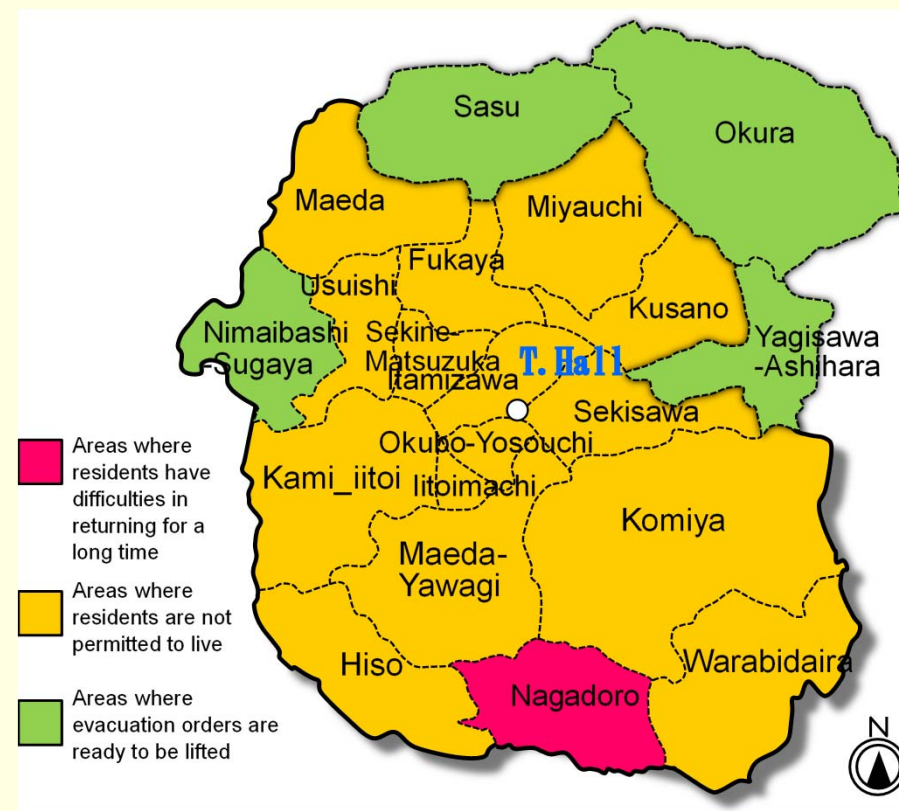 Sasu
Okura
Maeda
Miyauchi
Fukaya
Usuishi
Kusano
Nimaibashi
-Sugaya
Sekine-
Matsuzuka
Itamizawa
T. Hall
Yagisawa
-Ashihara
Sekisawa
Okubo-Yosouchi
Kami_iitoi
Iitoimachi
Komiya
Maeda-
Yawagi
Hiso
Warabidaira
Nagadoro
Areas where
residents have
difficulties in
returning for a
long time
Areas where
residents are not
permitted to live
Areas where
evacuation orders are
ready to be lifted
N